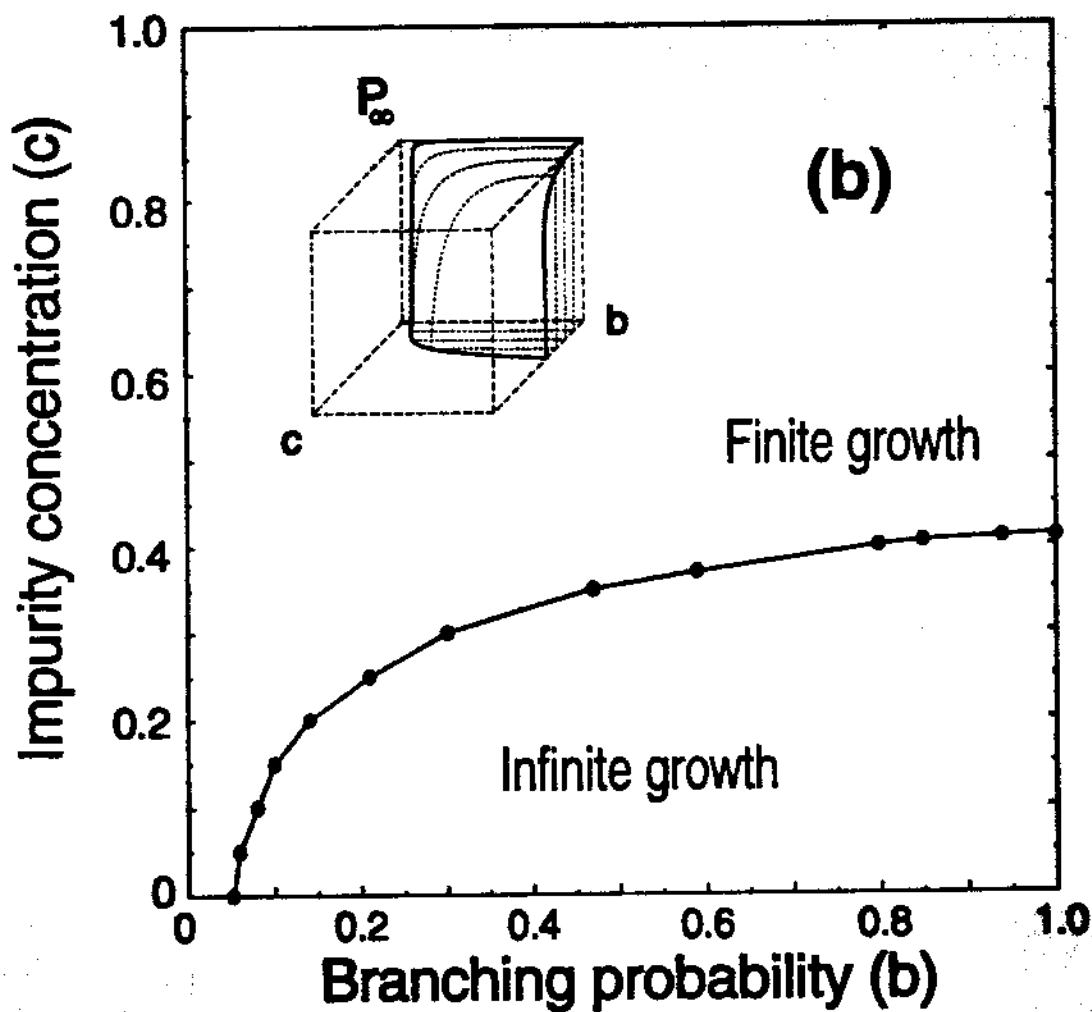 1.0
P∞
(b)
0.8
b
0.6
c
Finite growth
0.4
0.2
Infinite growth
0
0
0.2
0.4
0.6
0.8
1.0
Impurity concentration (c)
Branching probability (b)